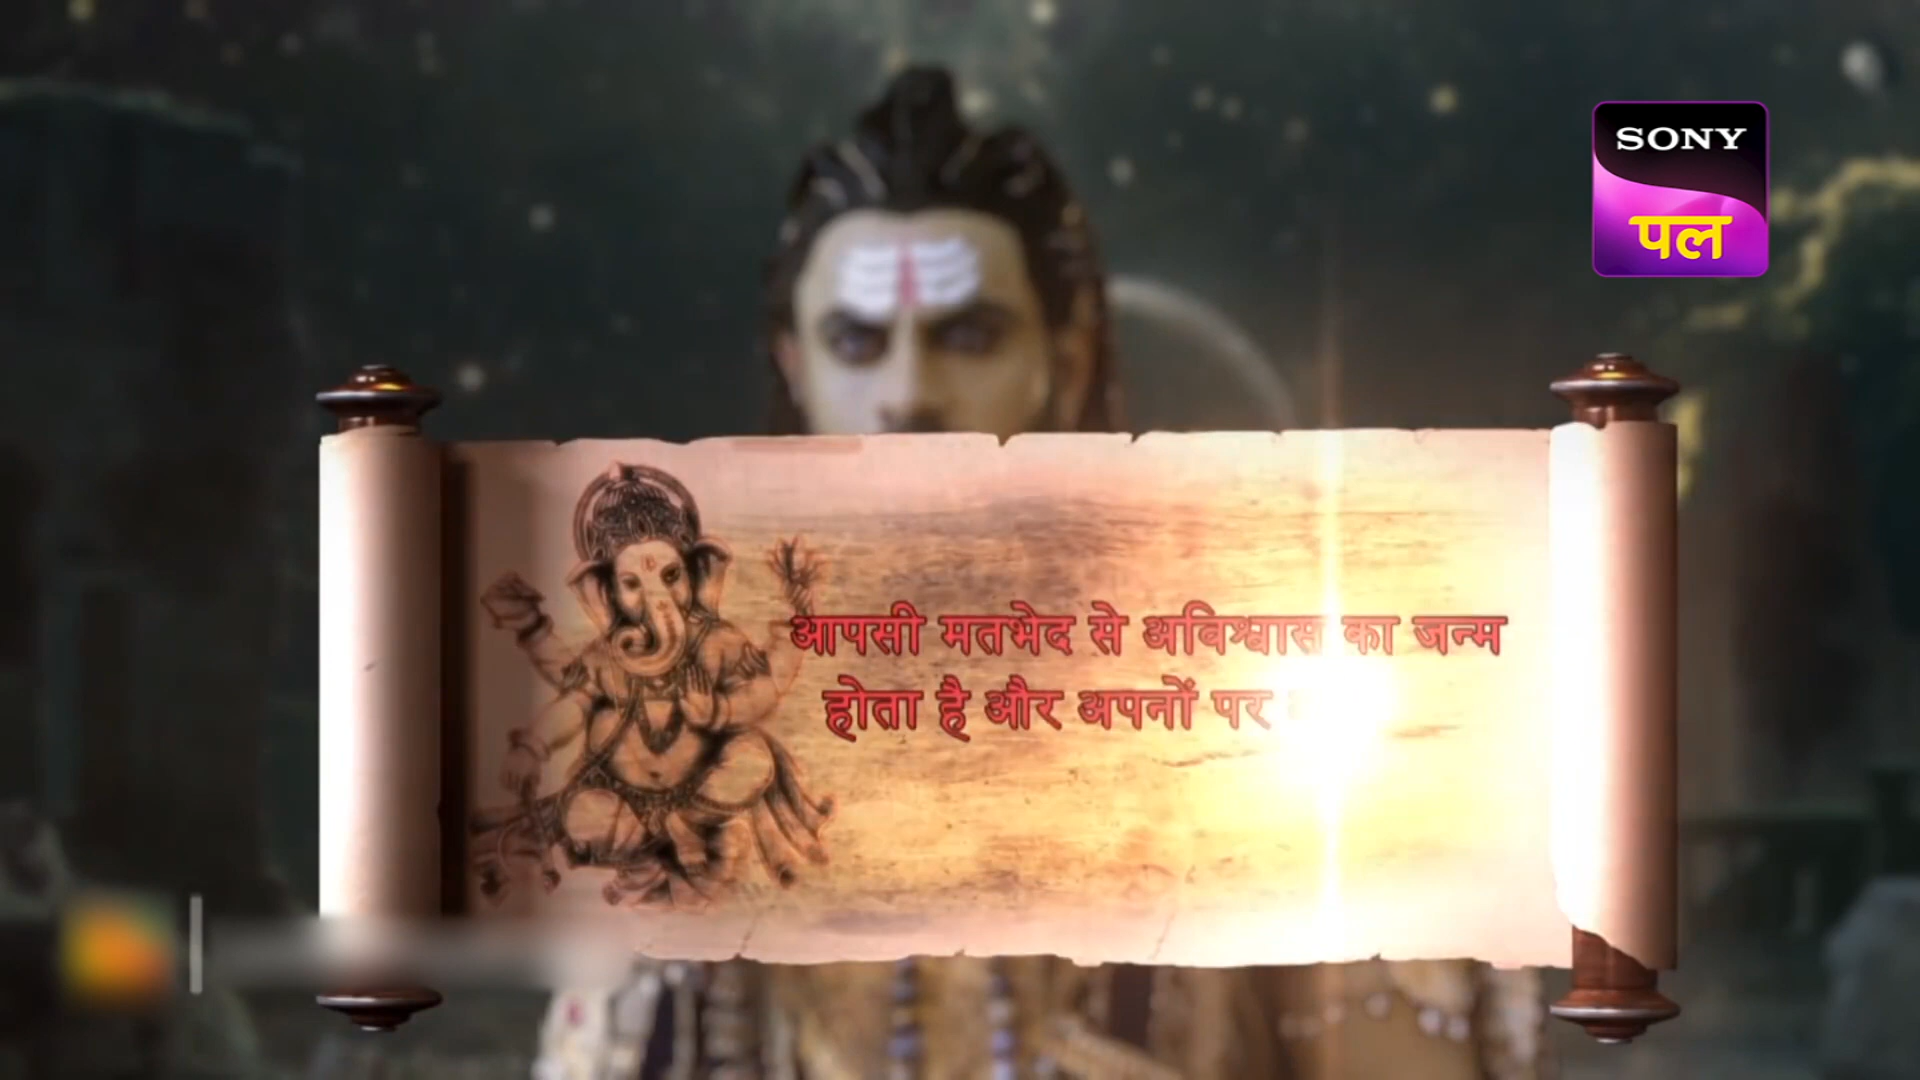 SONY
पल
आपसी मतभेद से अविश्वास का जन्म
होता है और अपनों पर